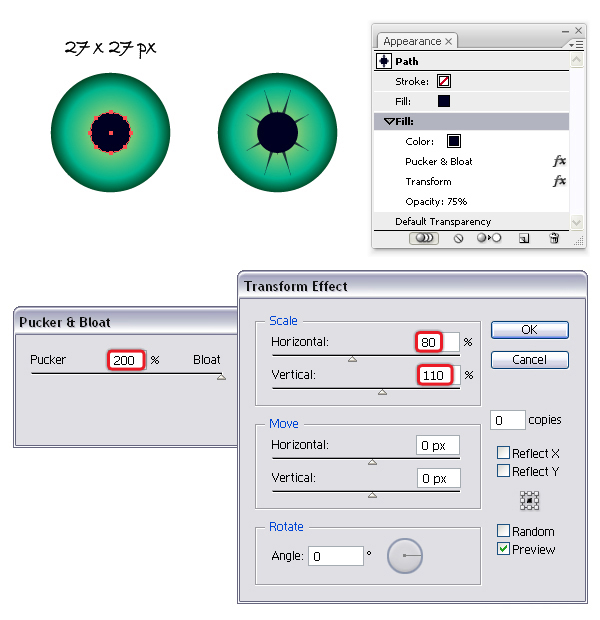 27 x 27 px
Appearance
Path
Stroke:
Fill:
Fill:
Color:
Pucker & Bloat fx
Transform fx
Opacity: 75%
Default Transparency
Pucker & Bloat
Pucker 200 % Bloat
Transform Effect
Scale
Horizontal: 80 %
Vertical: 110 %
Move
Horizontal: 0 px
Vertical: 0 px
Rotate
Angle: 0 °
OK
Cancel
0 copies
Reflect X
Reflect Y
Random
Preview